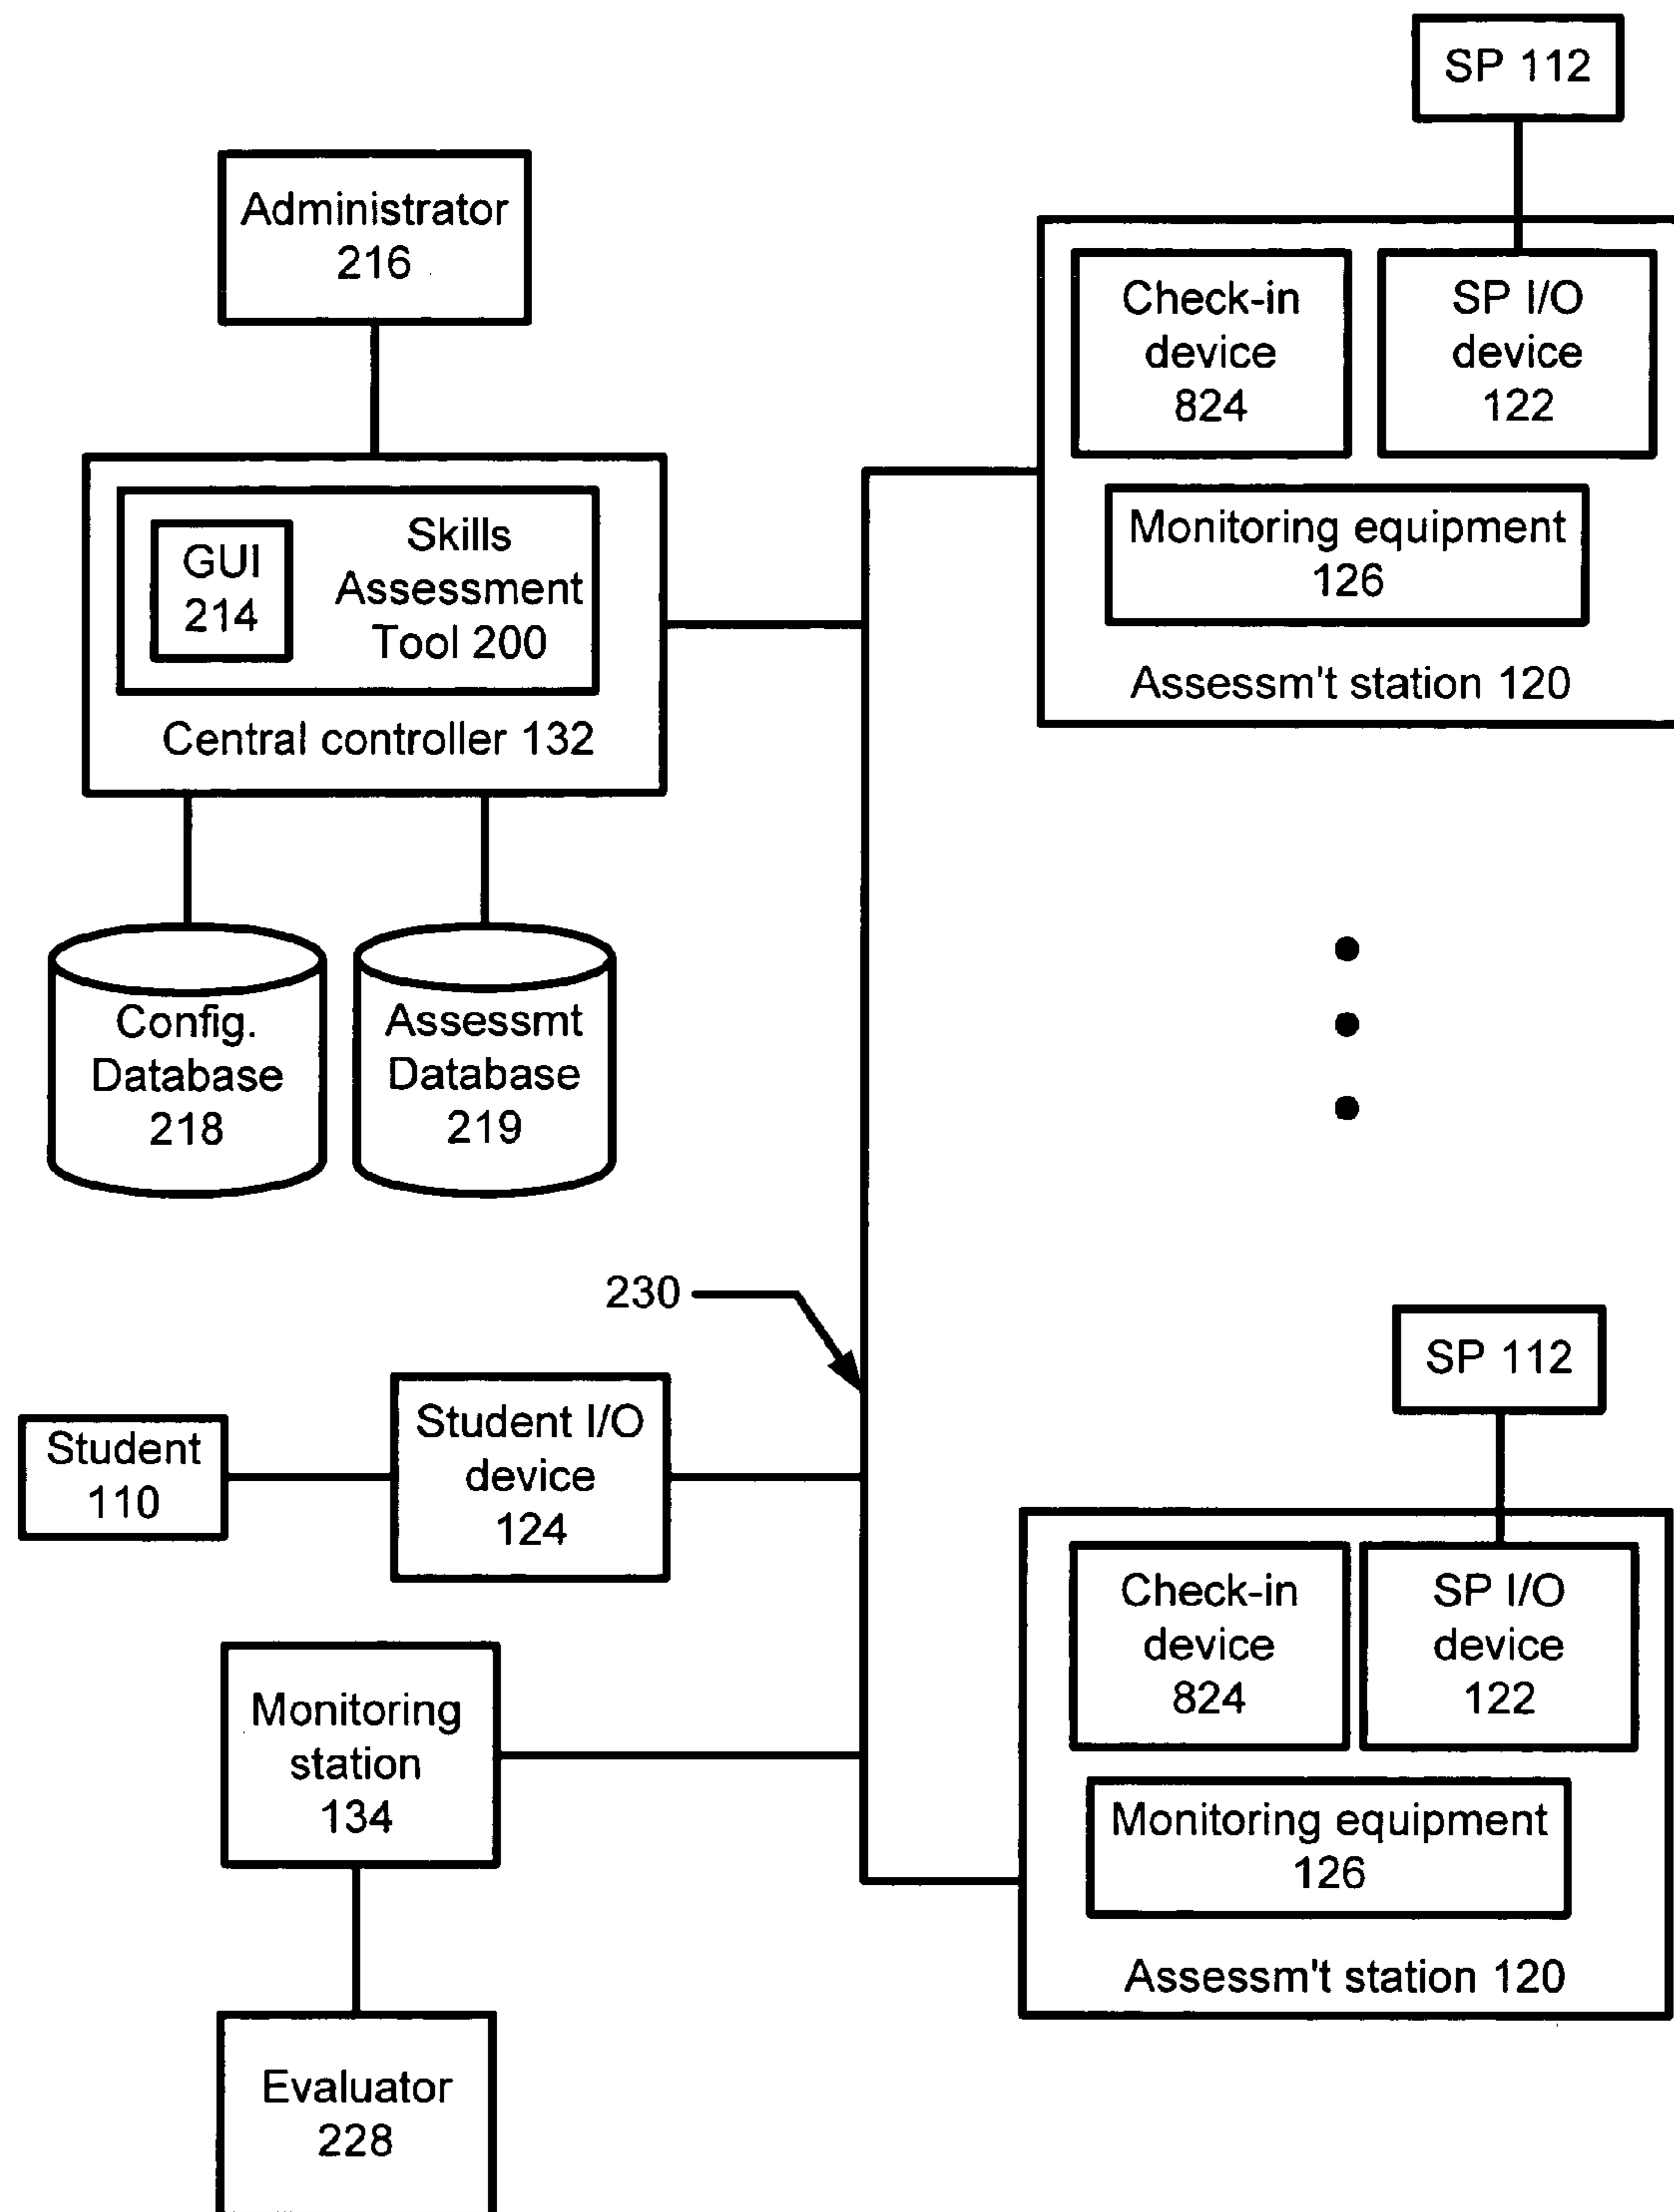 SP 112
Administrator
216
Check-in
device
824
SP I/O
device
122
Monitoring equipment
126
Assessm't station 120
GUI
214
Skills
Assessment
Tool 200
Central controller 132
Config.
Database
218
Assessmt
Database
219
230
SP 112
Student
110
Student I/O
device
124
Check-in
device
824
SP I/O
device
122
Monitoring equipment
126
Assessm't station 120
Monitoring
station
134
Evaluator
228